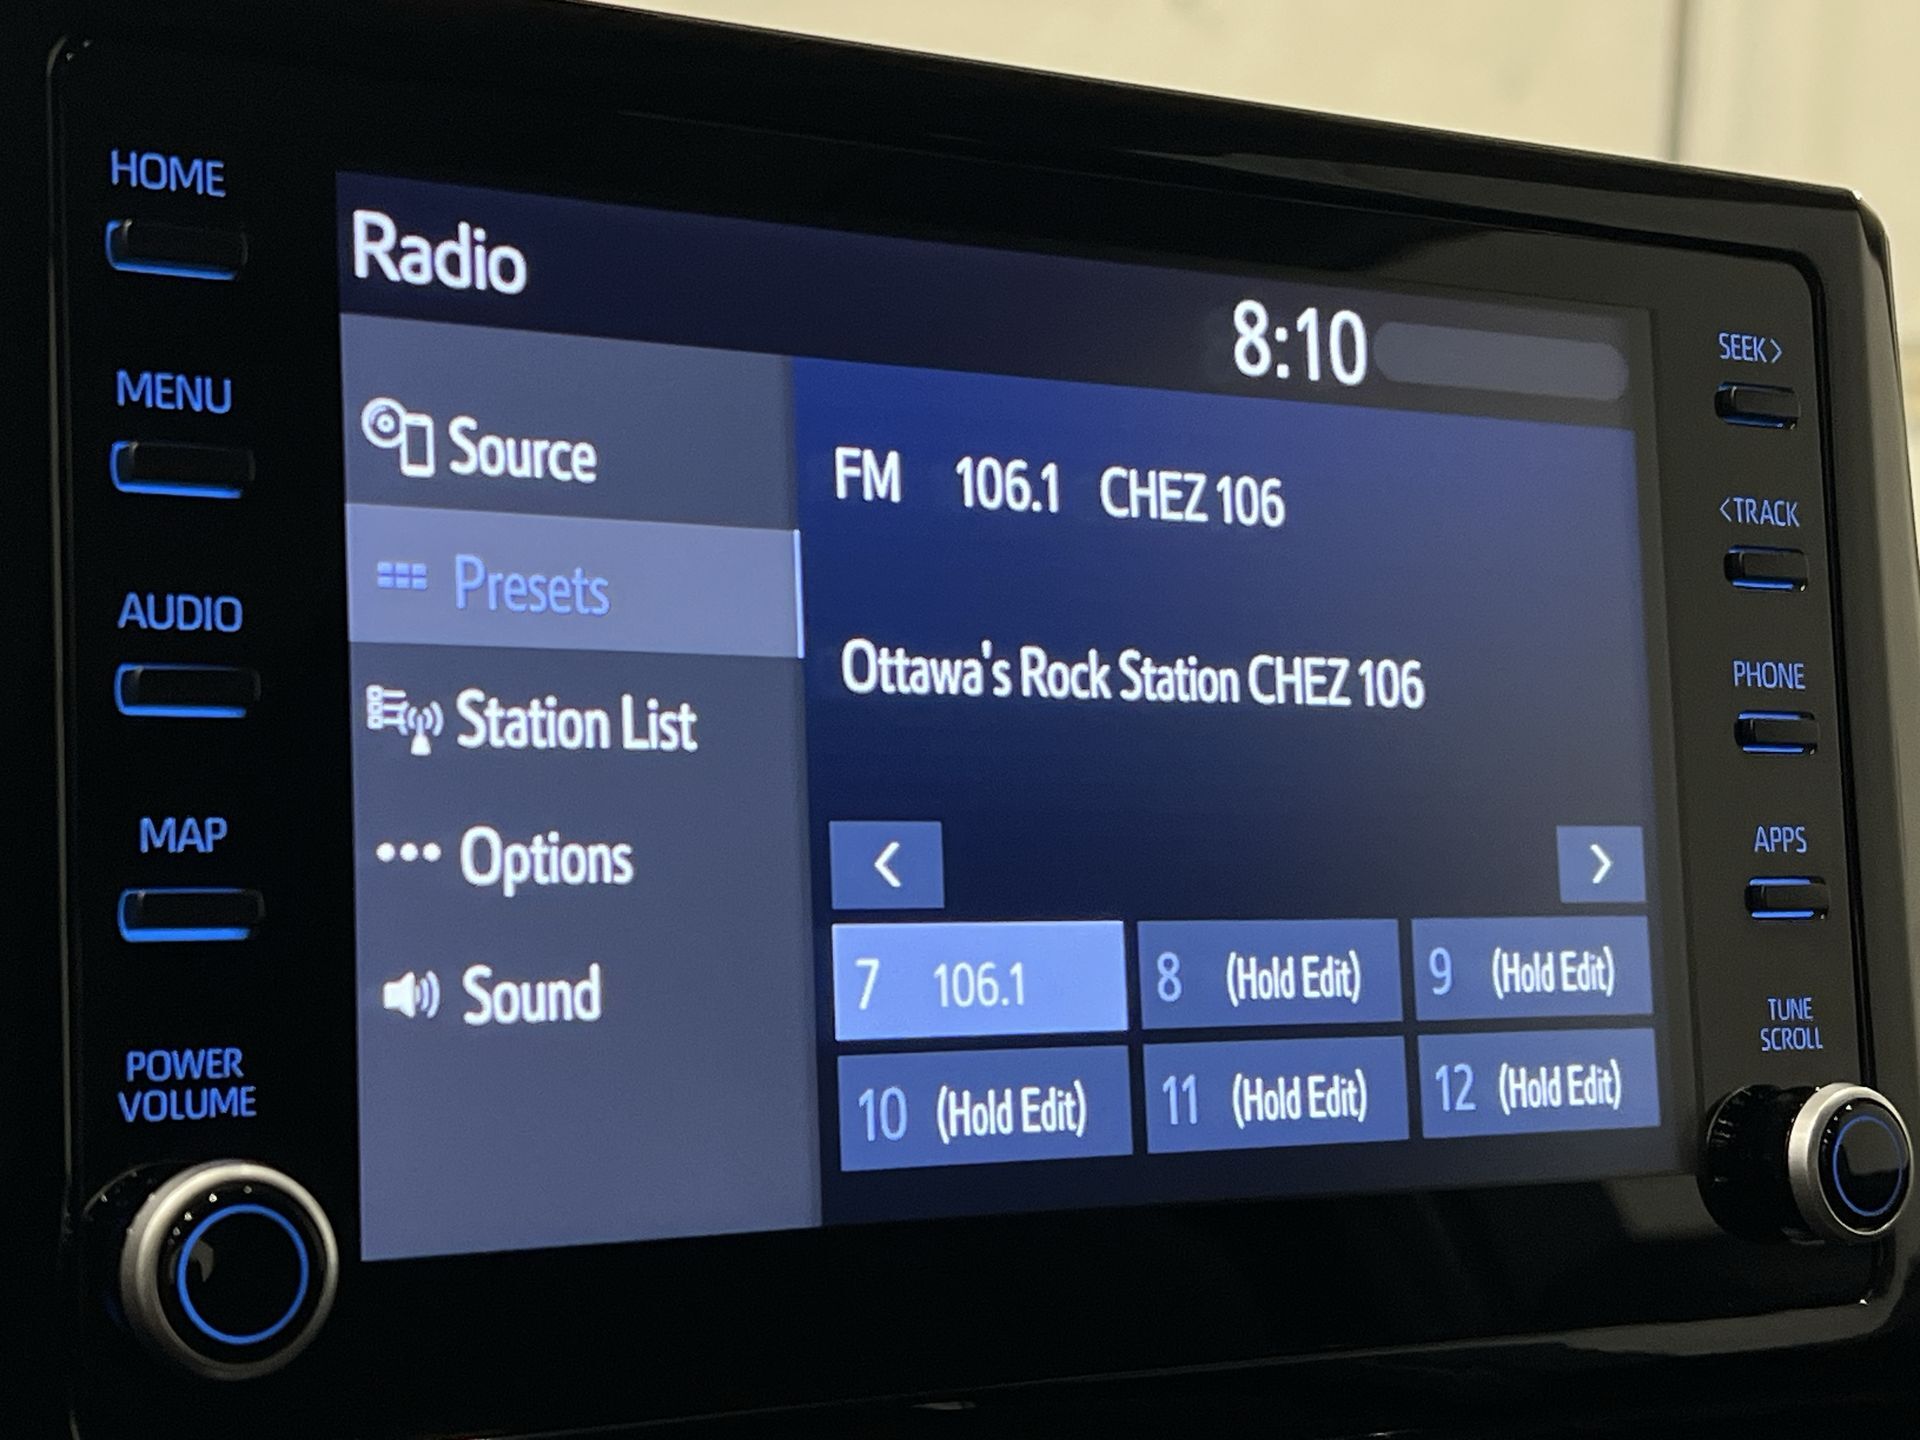 HOME
MENU
AUDIO
MAP
POWER
VOLUME
Radio
8:10
Source
Presets
Station List
Options
Sound
FM 106.1 CHEZ 106
Ottawa's Rock Station CHEZ 106
< >
7 106.1 8 (Hold Edit) 9 (Hold Edit)
10 (Hold Edit) 11 (Hold Edit) 12 (Hold Edit)
SEEK>
<TRACK
PHONE
APPS
TUNE
SCROLL